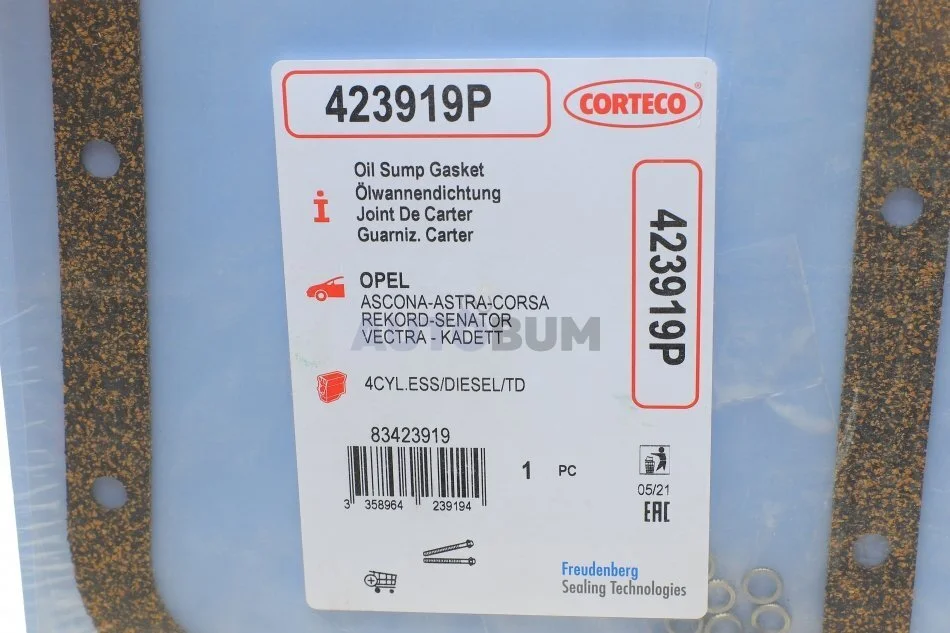 423919P
CORTECO®
Oil Sump Gasket
Ölwannendichtung
Joint De Carter
Guarniz. Carter
423919P
OPEL
ASCONA-ASTRA-CORSA
REKORD-SENATOR
VECTRA - KADETT
AUTOBUM
4CYL.ESS/DIESEL/TD
83423919
3 358964 239194
1 PC
05/21
EAC
Freudenberg
Sealing Technologies